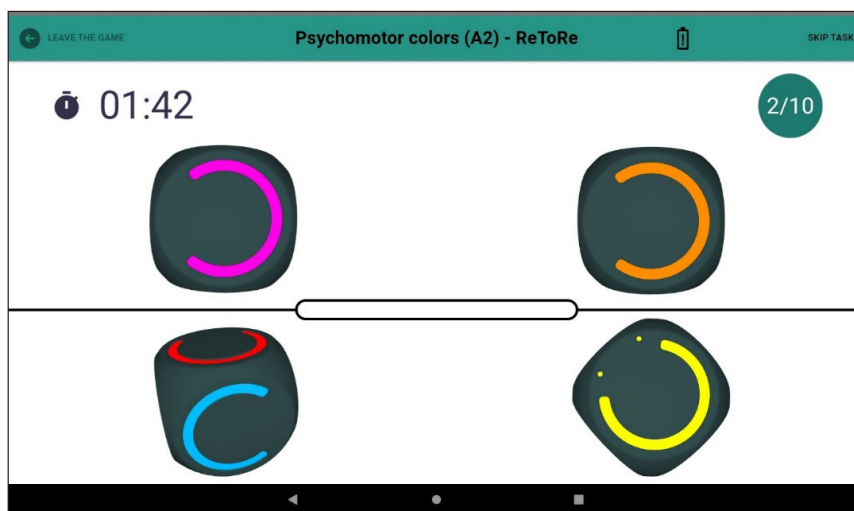 LEAVE THE GAME
Psychomotor colors (A2) - ReToRe
SKIP TASK
01:42
2/10